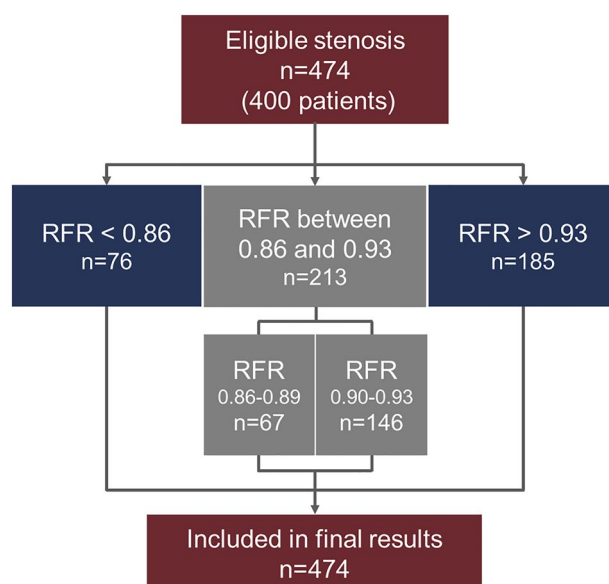 Eligible stenosis
n=474
(400 patients)
RFR < 0.86
n=76
RFR between
0.86 and 0.93
n=213
RFR > 0.93
n=185
RFR
0.86-0.89
n=67
RFR
0.90-0.93
n=146
Included in final results
n=474